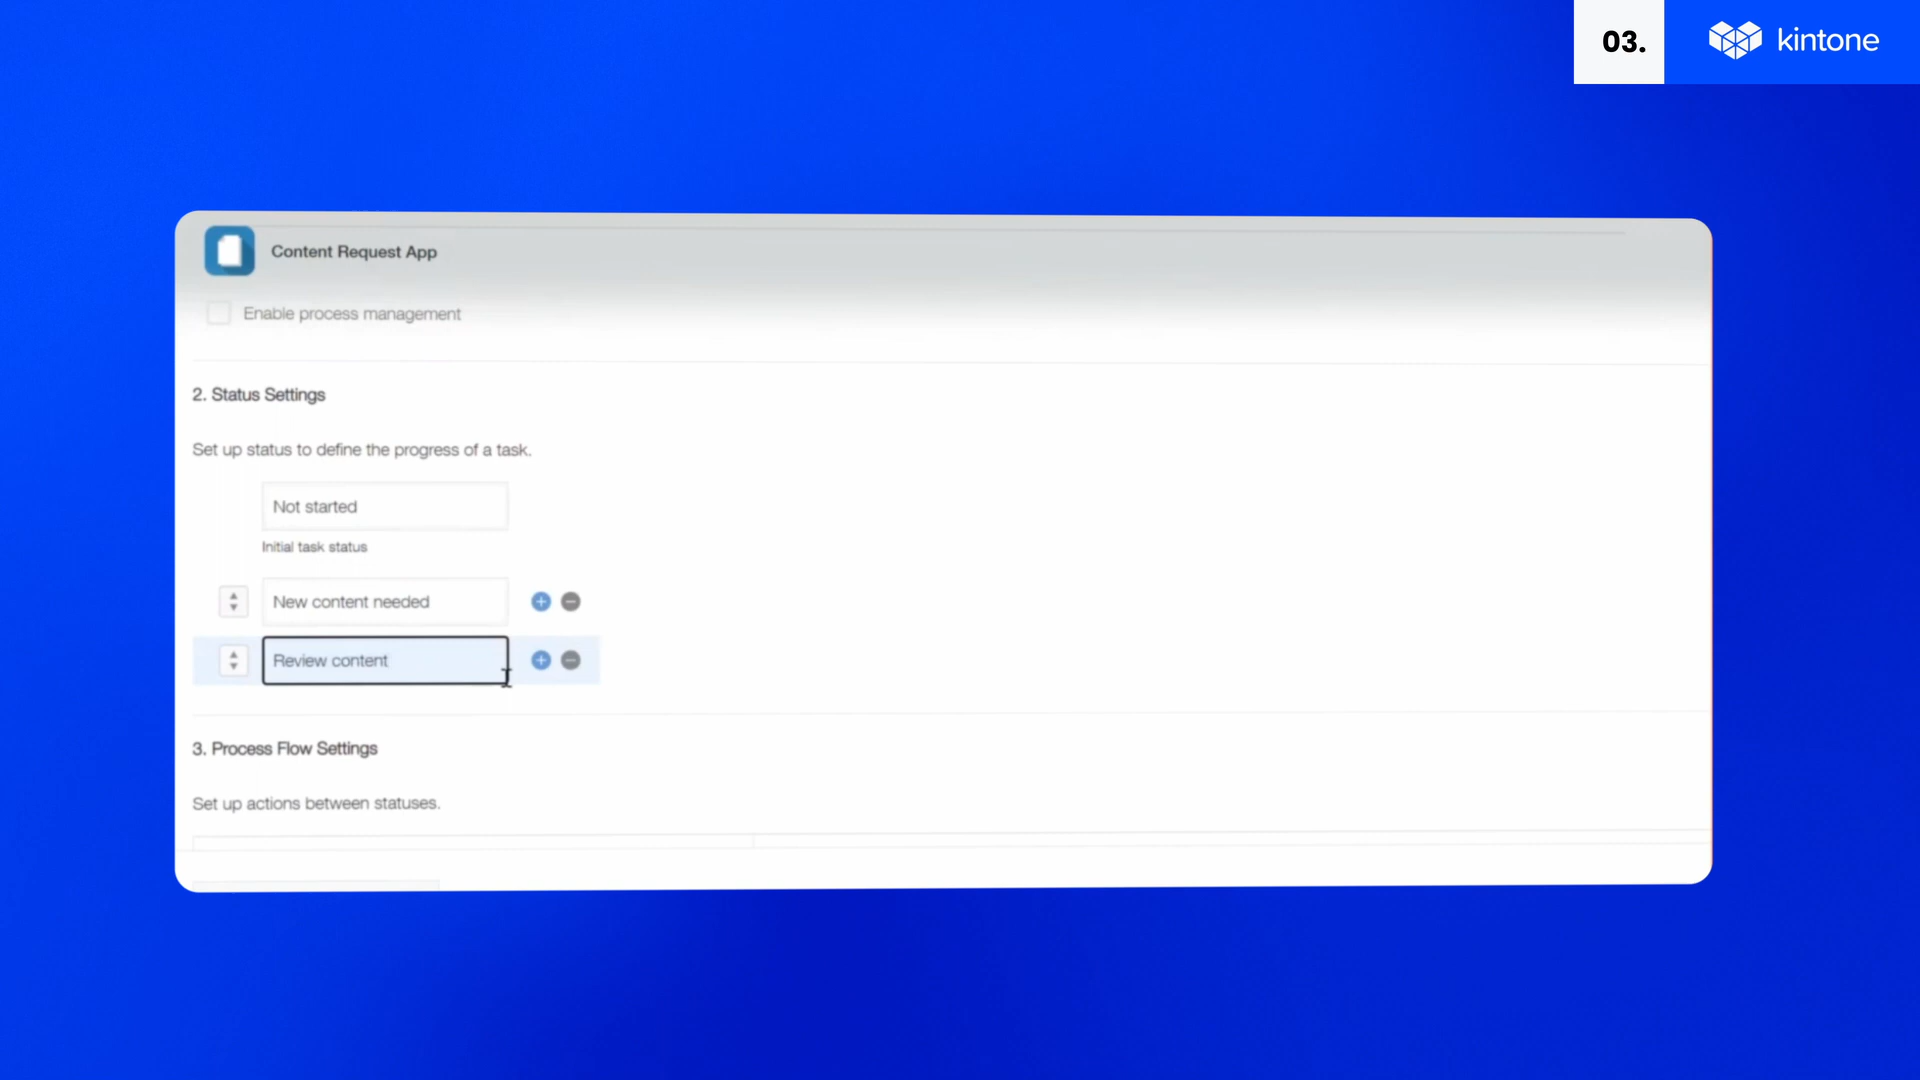 03.
kintone
Content Request App
Enable process management
2. Status Settings
Set up status to define the progress of a task.
Not started
Initial task status
New content needed
Review content
3. Process Flow Settings
Set up actions between statuses.